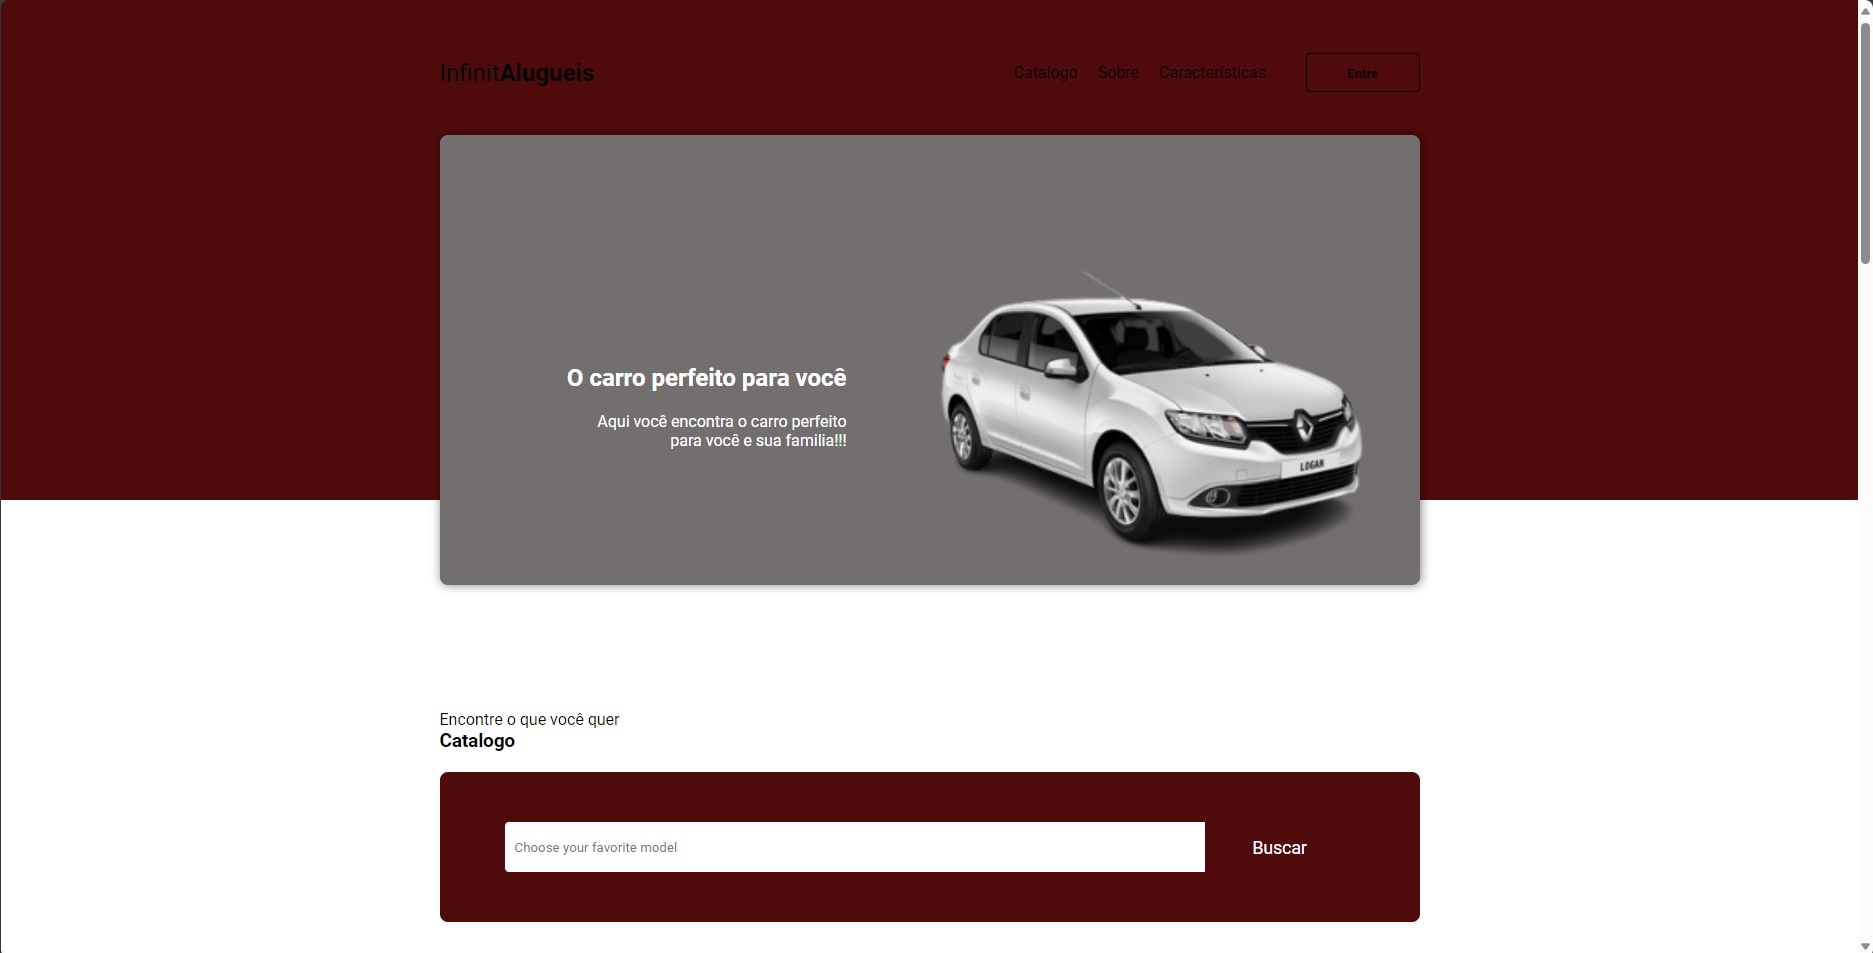 InfinitAlugueis
Catalogo Sobre Características Entre
O carro perfeito para você
Aqui você encontra o carro perfeito
para você e sua familia!!!
LOGAN
Encontre o que você quer
Catalogo
Choose your favorite model
Buscar